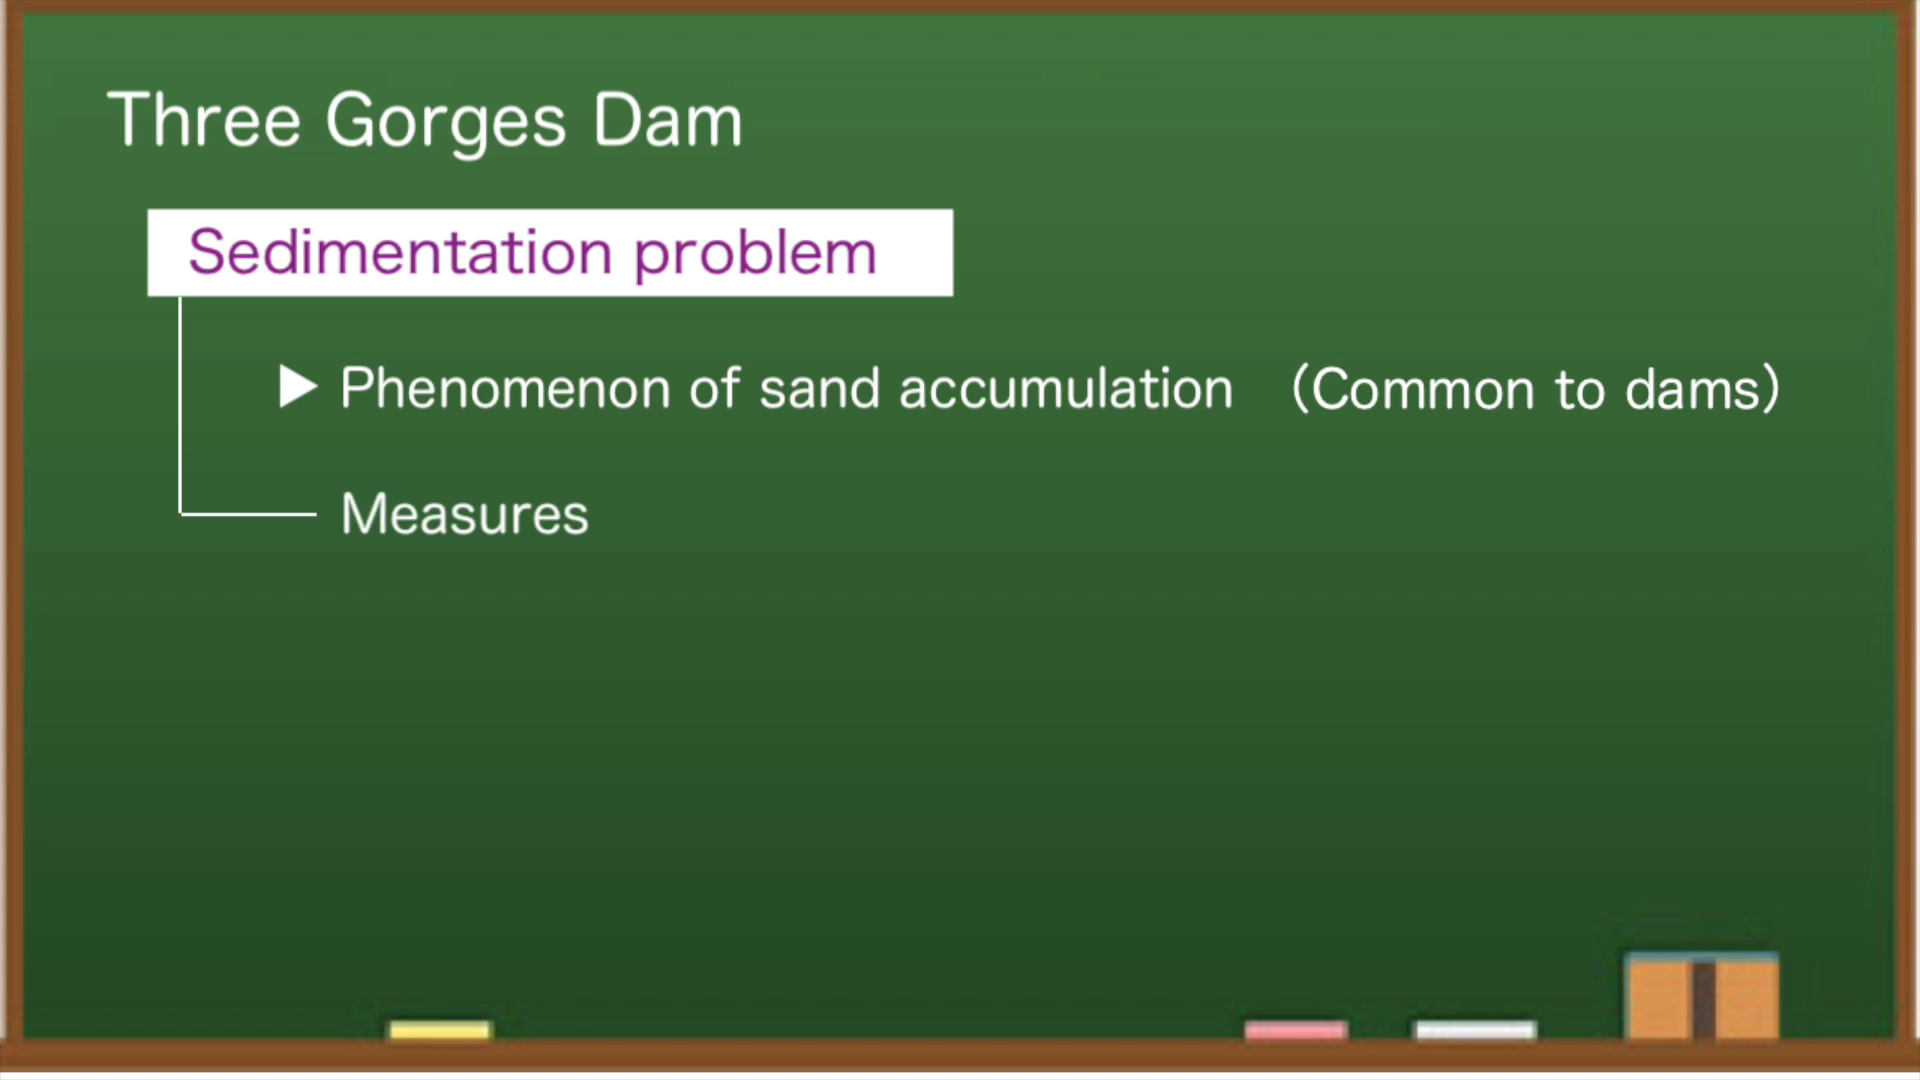 Three Gorges Dam
Sedimentation problem
▶ Phenomenon of sand accumulation （Common to dams）
Measures